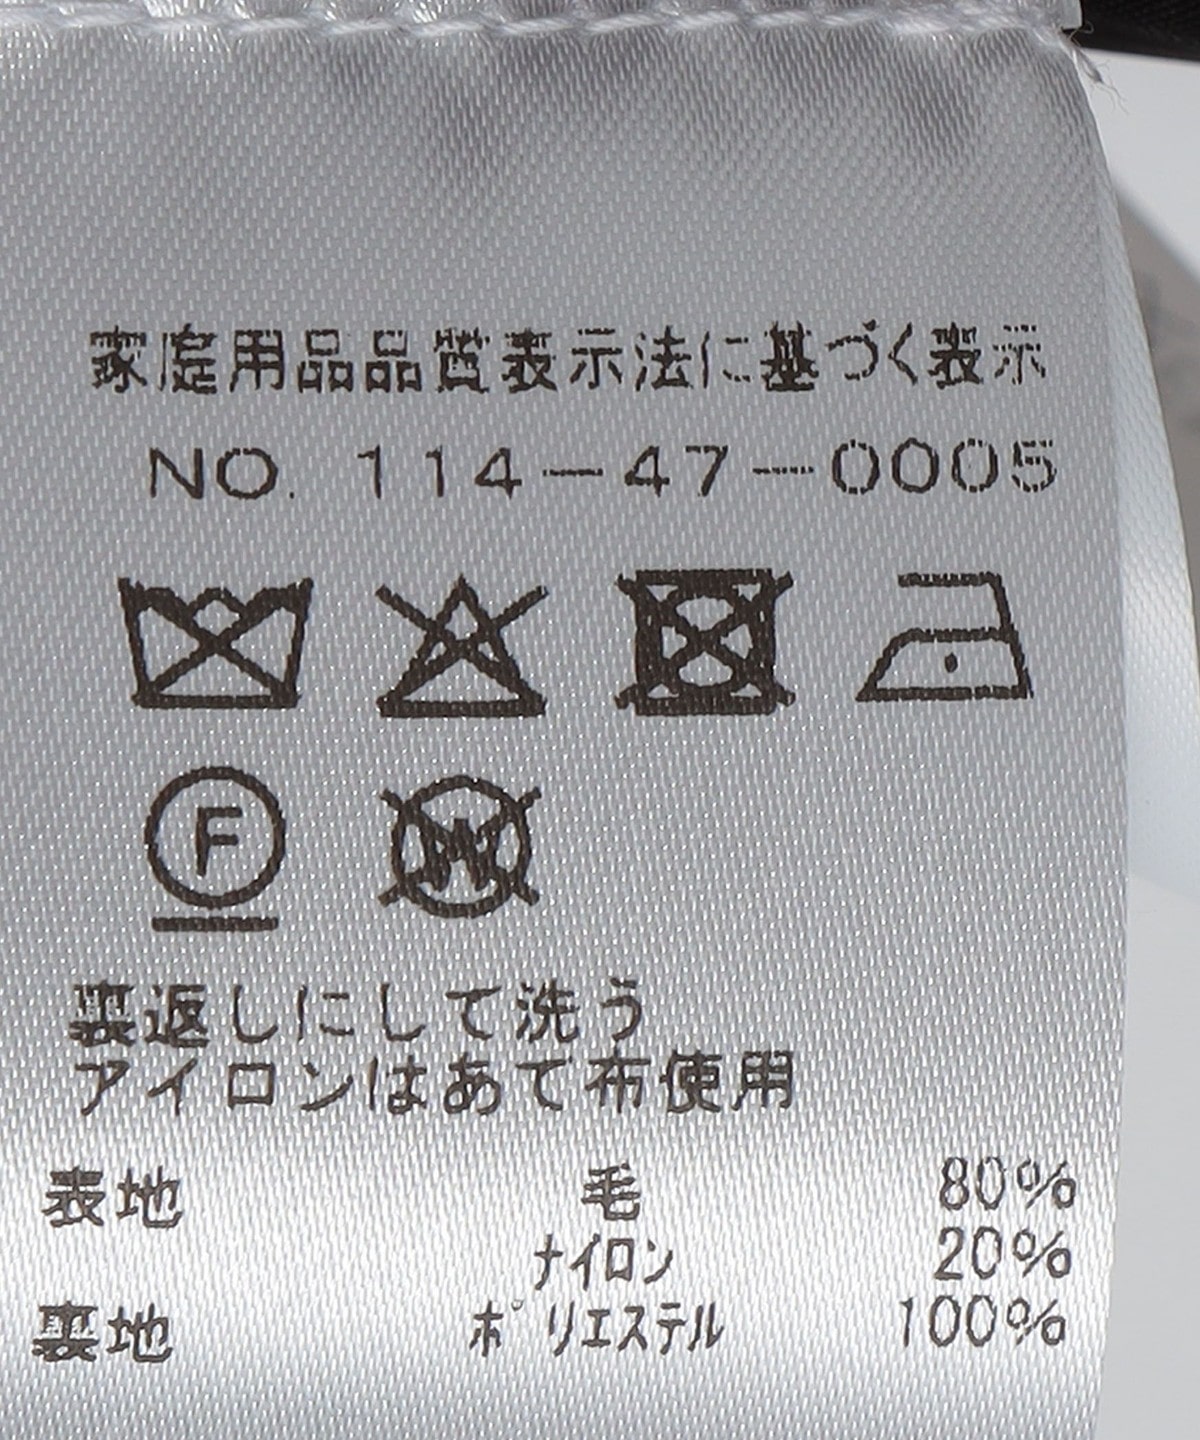 家庭用品品質表示法に基づく表示
NO. 114-47-0005
F
W
裏返しにして洗う
アイロンはあて布使用
表地 毛 80%
ナイロン 20%
裏地 ポリエステル 100%